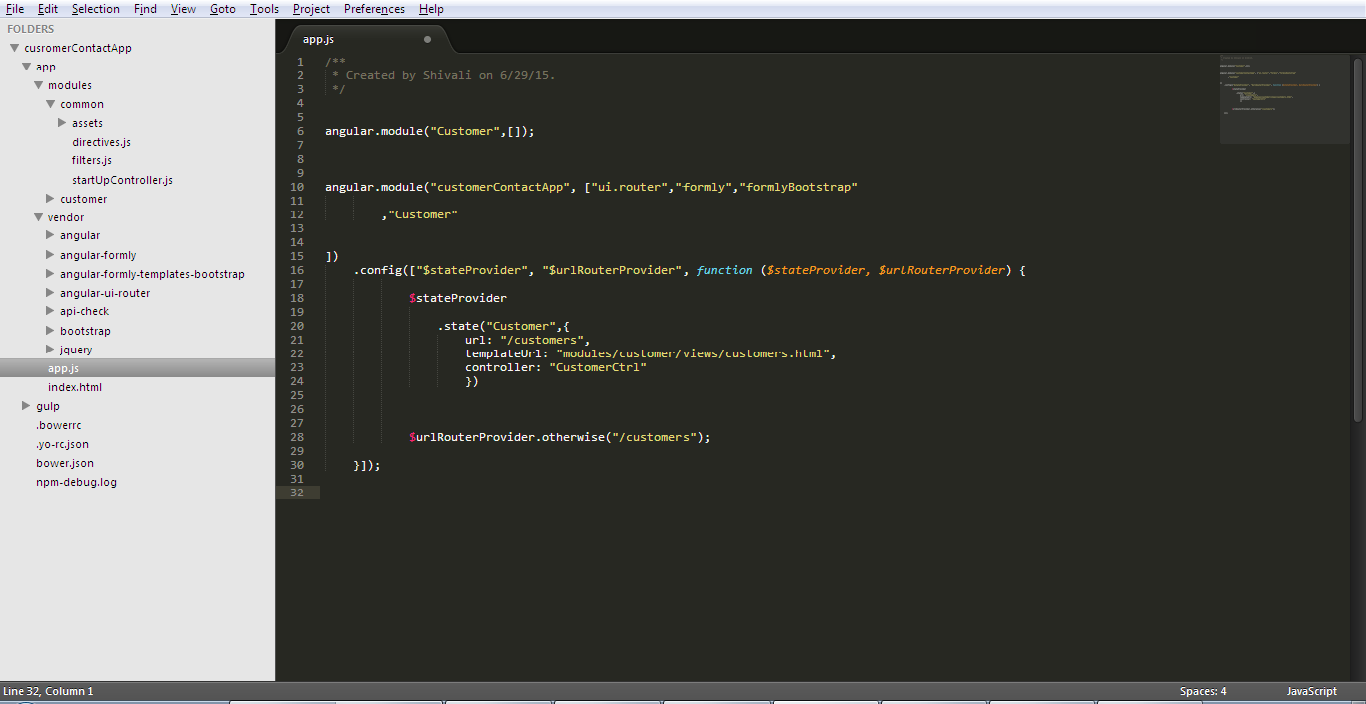 File Edit Selection Find View Goto Tools Project Preferences Help
FOLDERS
cusromerContactApp
app
modules
common
assets
directives.js
filters.js
startUpController.js
customer
vendor
angular
angular-formly
angular-formly-templates-bootstrap
angular-ui-router
api-check
bootstrap
jquery
app.js
index.html
gulp
.bowerrc
.yo-rc.json
bower.json
npm-debug.log
app.js
1 /**
2 * Created by Shivali on 6/29/15.
3 */
4
5
6 angular.module("Customer",[]);
7
8
9
10 angular.module("customerContactApp", ["ui.router","formly","formlyBootstrap"
11
12 ,"Customer"
13
14
15 ])
16 .config(["$stateProvider", "$urlRouterProvider", function ($stateProvider, $urlRouterProvider) {
17
18 $stateProvider
19
20 .state("Customer",{
21 url: "/customers",
22 templateUrl: "modules/customer/views/customers.html",
23 controller: "CustomerCtrl"
24 })
25
26
27
28 $urlRouterProvider.otherwise("/customers");
29
30 }]);
31
32
Line 32, Column 1 Spaces: 4 JavaScript